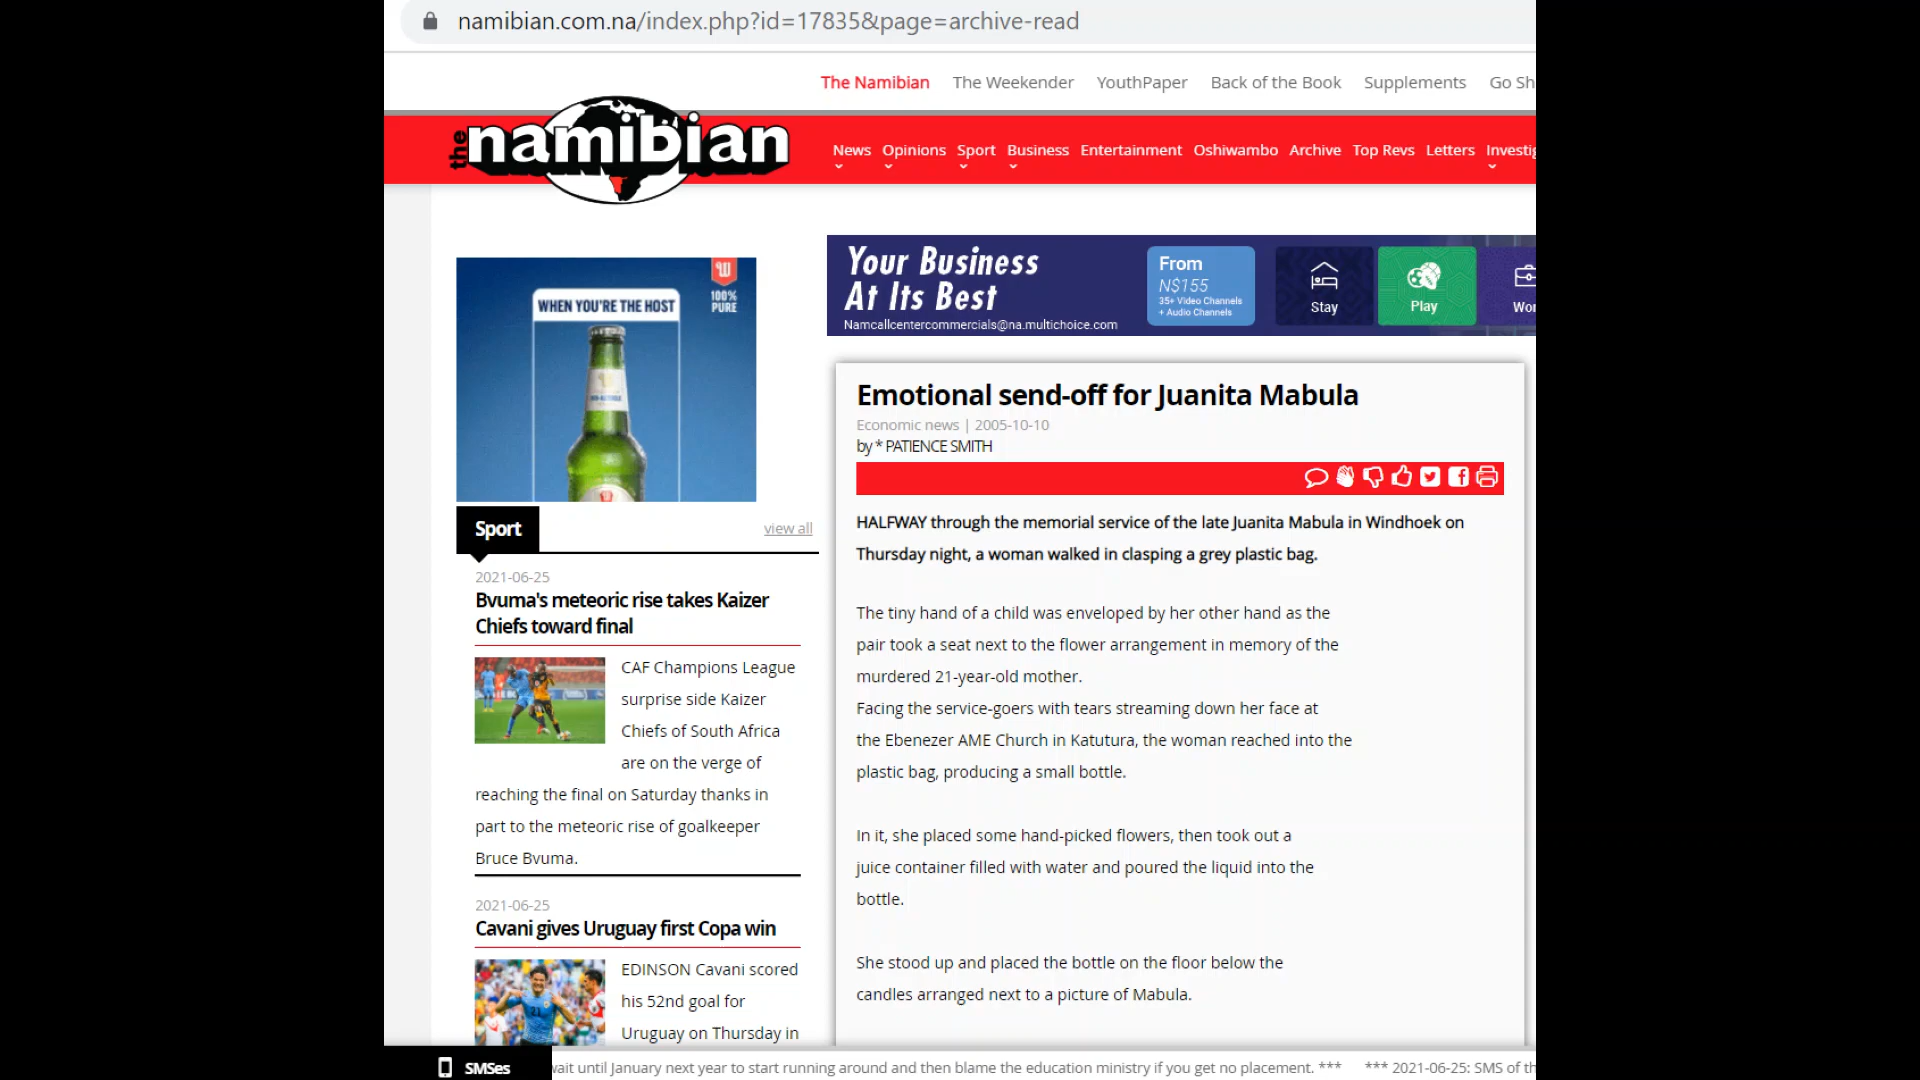 namibian.com.na/index.php?id=17835&page=archive-read
The Namibian The Weekender YouthPaper Back of the Book Supplements Go Sh
the namibian
News Opinions Sport Business Entertainment Oshiwambo Archive Top Revs Letters Investig
WHEN YOU'RE THE HOST
100%
PURE
Your Business
At Its Best
Namcallcentercommercials@na.multichoice.com
From
N$155
35+ Video Channels
+ Audio Channels
Stay
Play
Wor
Sport
view all
2021-06-25
Bvuma's meteoric rise takes Kaizer
Chiefs toward final
CAF Champions League
surprise side Kaizer
Chiefs of South Africa
are on the verge of
reaching the final on Saturday thanks in
part to the meteoric rise of goalkeeper
Bruce Bvuma.
2021-06-25
Cavani gives Uruguay first Copa win
EDINSON Cavani scored
his 52nd goal for
Uruguay on Thursday in
Emotional send-off for Juanita Mabula
Economic news | 2005-10-10
by * PATIENCE SMITH
HALFWAY through the memorial service of the late Juanita Mabula in Windhoek on
Thursday night, a woman walked in clasping a grey plastic bag.
The tiny hand of a child was enveloped by her other hand as the
pair took a seat next to the flower arrangement in memory of the
murdered 21-year-old mother.
Facing the service-goers with tears streaming down her face at
the Ebenezer AME Church in Katutura, the woman reached into the
plastic bag, producing a small bottle.
In it, she placed some hand-picked flowers, then took out a
juice container filled with water and poured the liquid into the
bottle.
She stood up and placed the bottle on the floor below the
candles arranged next to a picture of Mabula.
SMSes
wait until January next year to start running around and then blame the education ministry if you get no placement. *** *** 2021-06-25: SMS of th